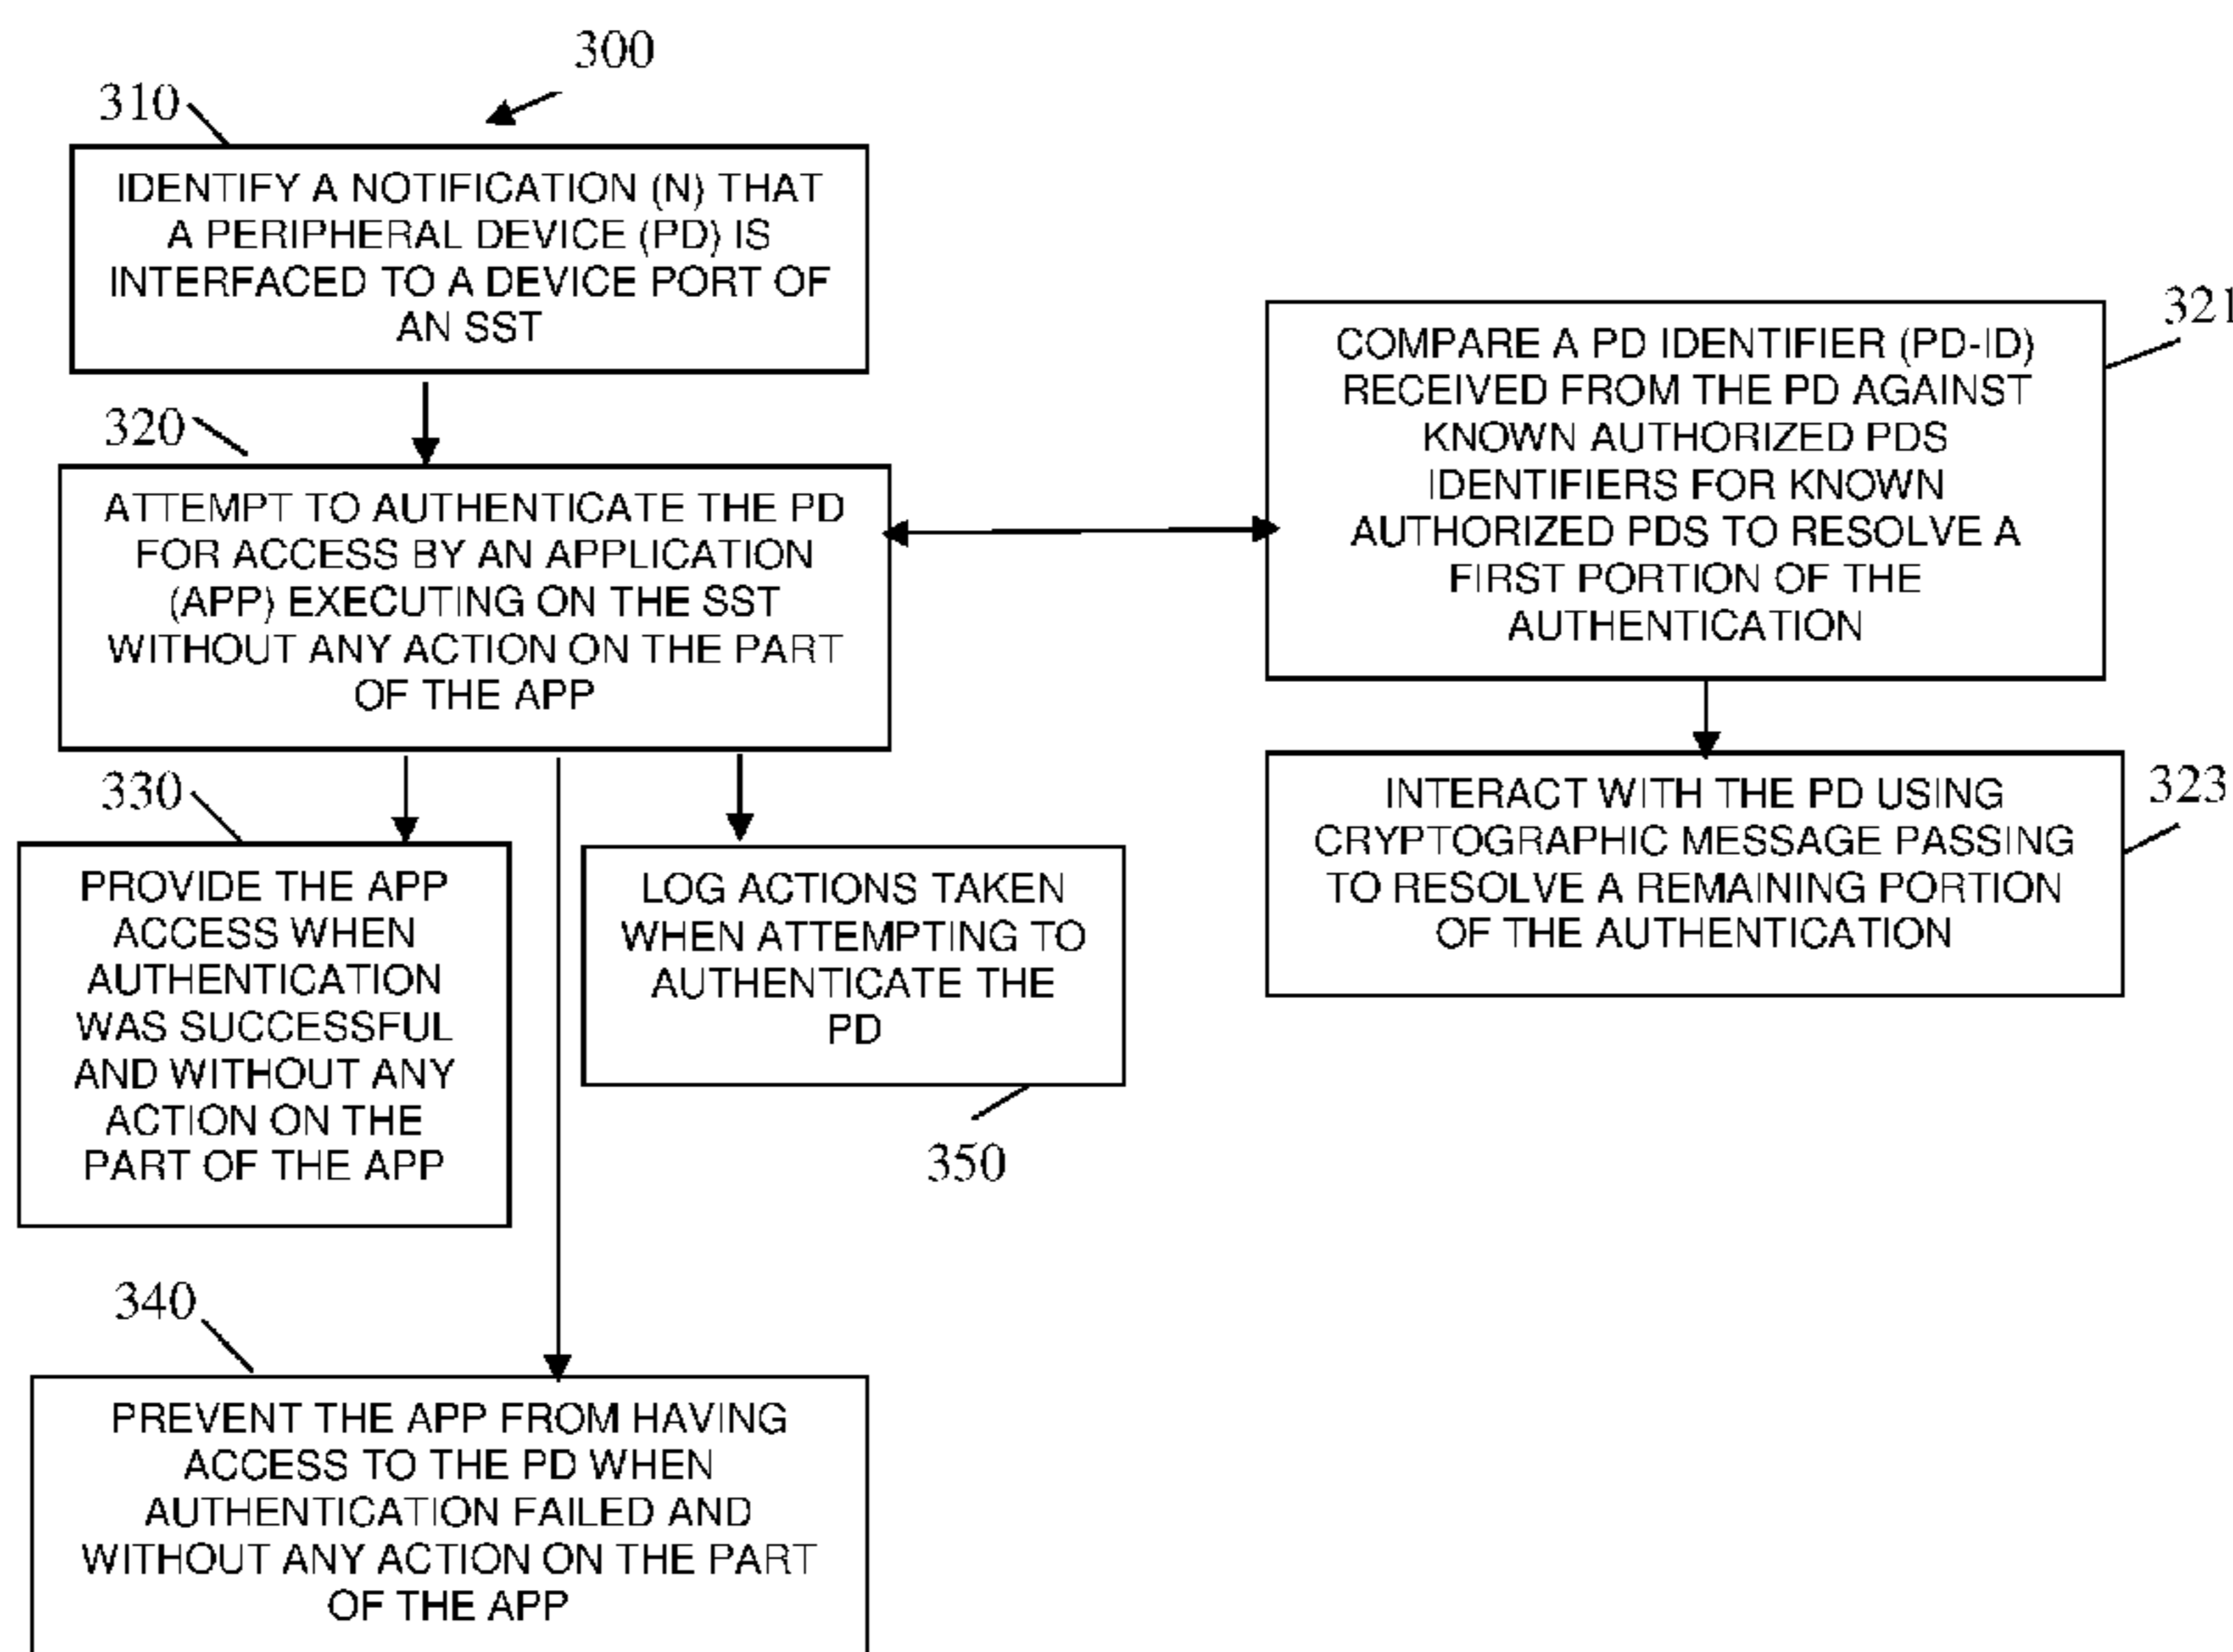 300
310
IDENTIFY A NOTIFICATION (N) THAT
A PERIPHERAL DEVICE (PD) IS
INTERFACED TO A DEVICE PORT OF
AN SST
320
ATTEMPT TO AUTHENTICATE THE PD
FOR ACCESS BY AN APPLICATION
(APP) EXECUTING ON THE SST
WITHOUT ANY ACTION ON THE PART
OF THE APP
321
COMPARE A PD IDENTIFIER (PD-ID)
RECEIVED FROM THE PD AGAINST
KNOWN AUTHORIZED PDS
IDENTIFIERS FOR KNOWN
AUTHORIZED PDS TO RESOLVE A
FIRST PORTION OF THE
AUTHENTICATION
323
INTERACT WITH THE PD USING
CRYPTOGRAPHIC MESSAGE PASSING
TO RESOLVE A REMAINING PORTION
OF THE AUTHENTICATION
330
PROVIDE THE APP
ACCESS WHEN
AUTHENTICATION
WAS SUCCESSFUL
AND WITHOUT ANY
ACTION ON THE
PART OF THE APP
LOG ACTIONS TAKEN
WHEN ATTEMPTING TO
AUTHENTICATE THE
PD
350
340
PREVENT THE APP FROM HAVING
ACCESS TO THE PD WHEN
AUTHENTICATION FAILED AND
WITHOUT ANY ACTION ON THE PART
OF THE APP